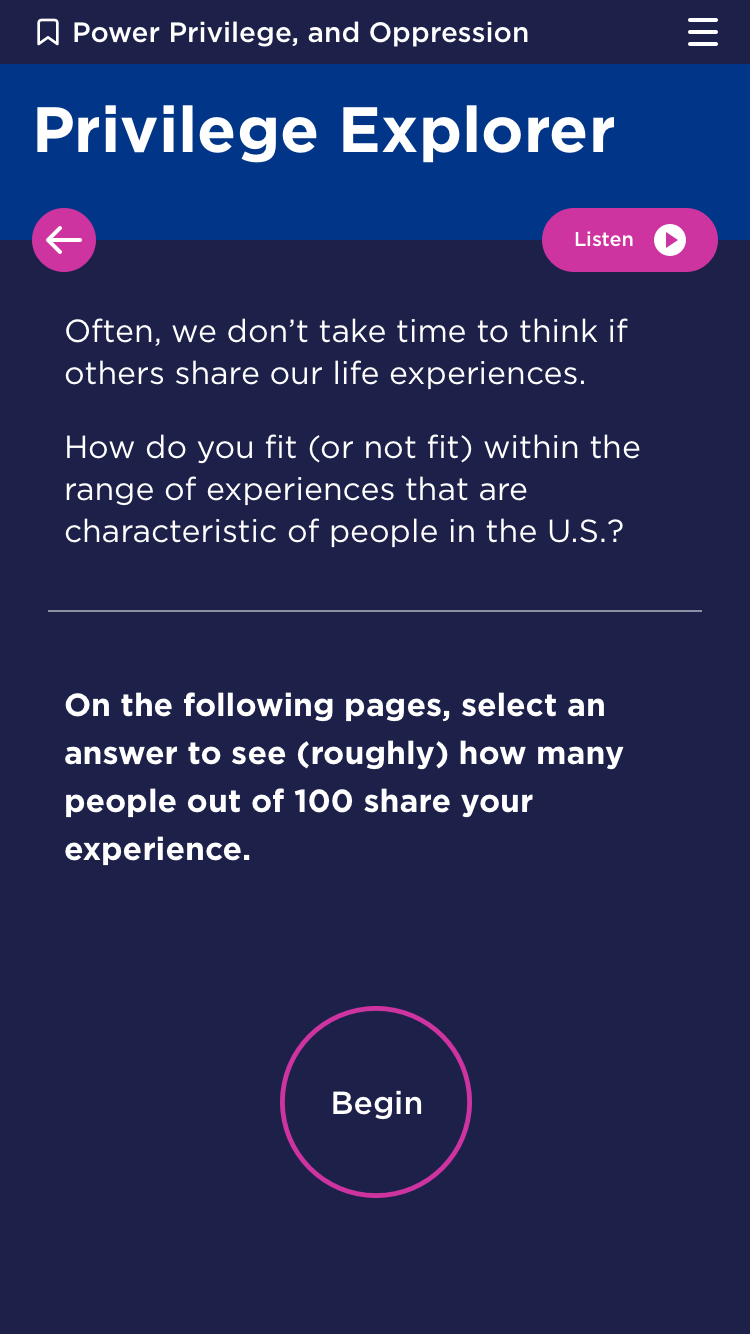 Power Privilege, and Oppression
Privilege Explorer
Listen
Often, we don’t take time to think if
others share our life experiences.
How do you fit (or not fit) within the
range of experiences that are
characteristic of people in the U.S.?
On the following pages, select an
answer to see (roughly) how many
people out of 100 share your
experience.
Begin